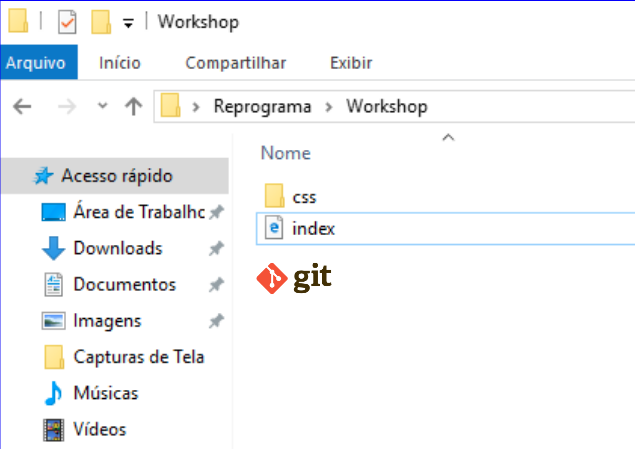 Workshop
Arquivo Início Compartilhar Exibir
Reprograma Workshop
Nome
Acesso rápido
Área de Trabalho
Downloads
Documentos
Imagens
Capturas de Tela
Músicas
Vídeos
css
index
git